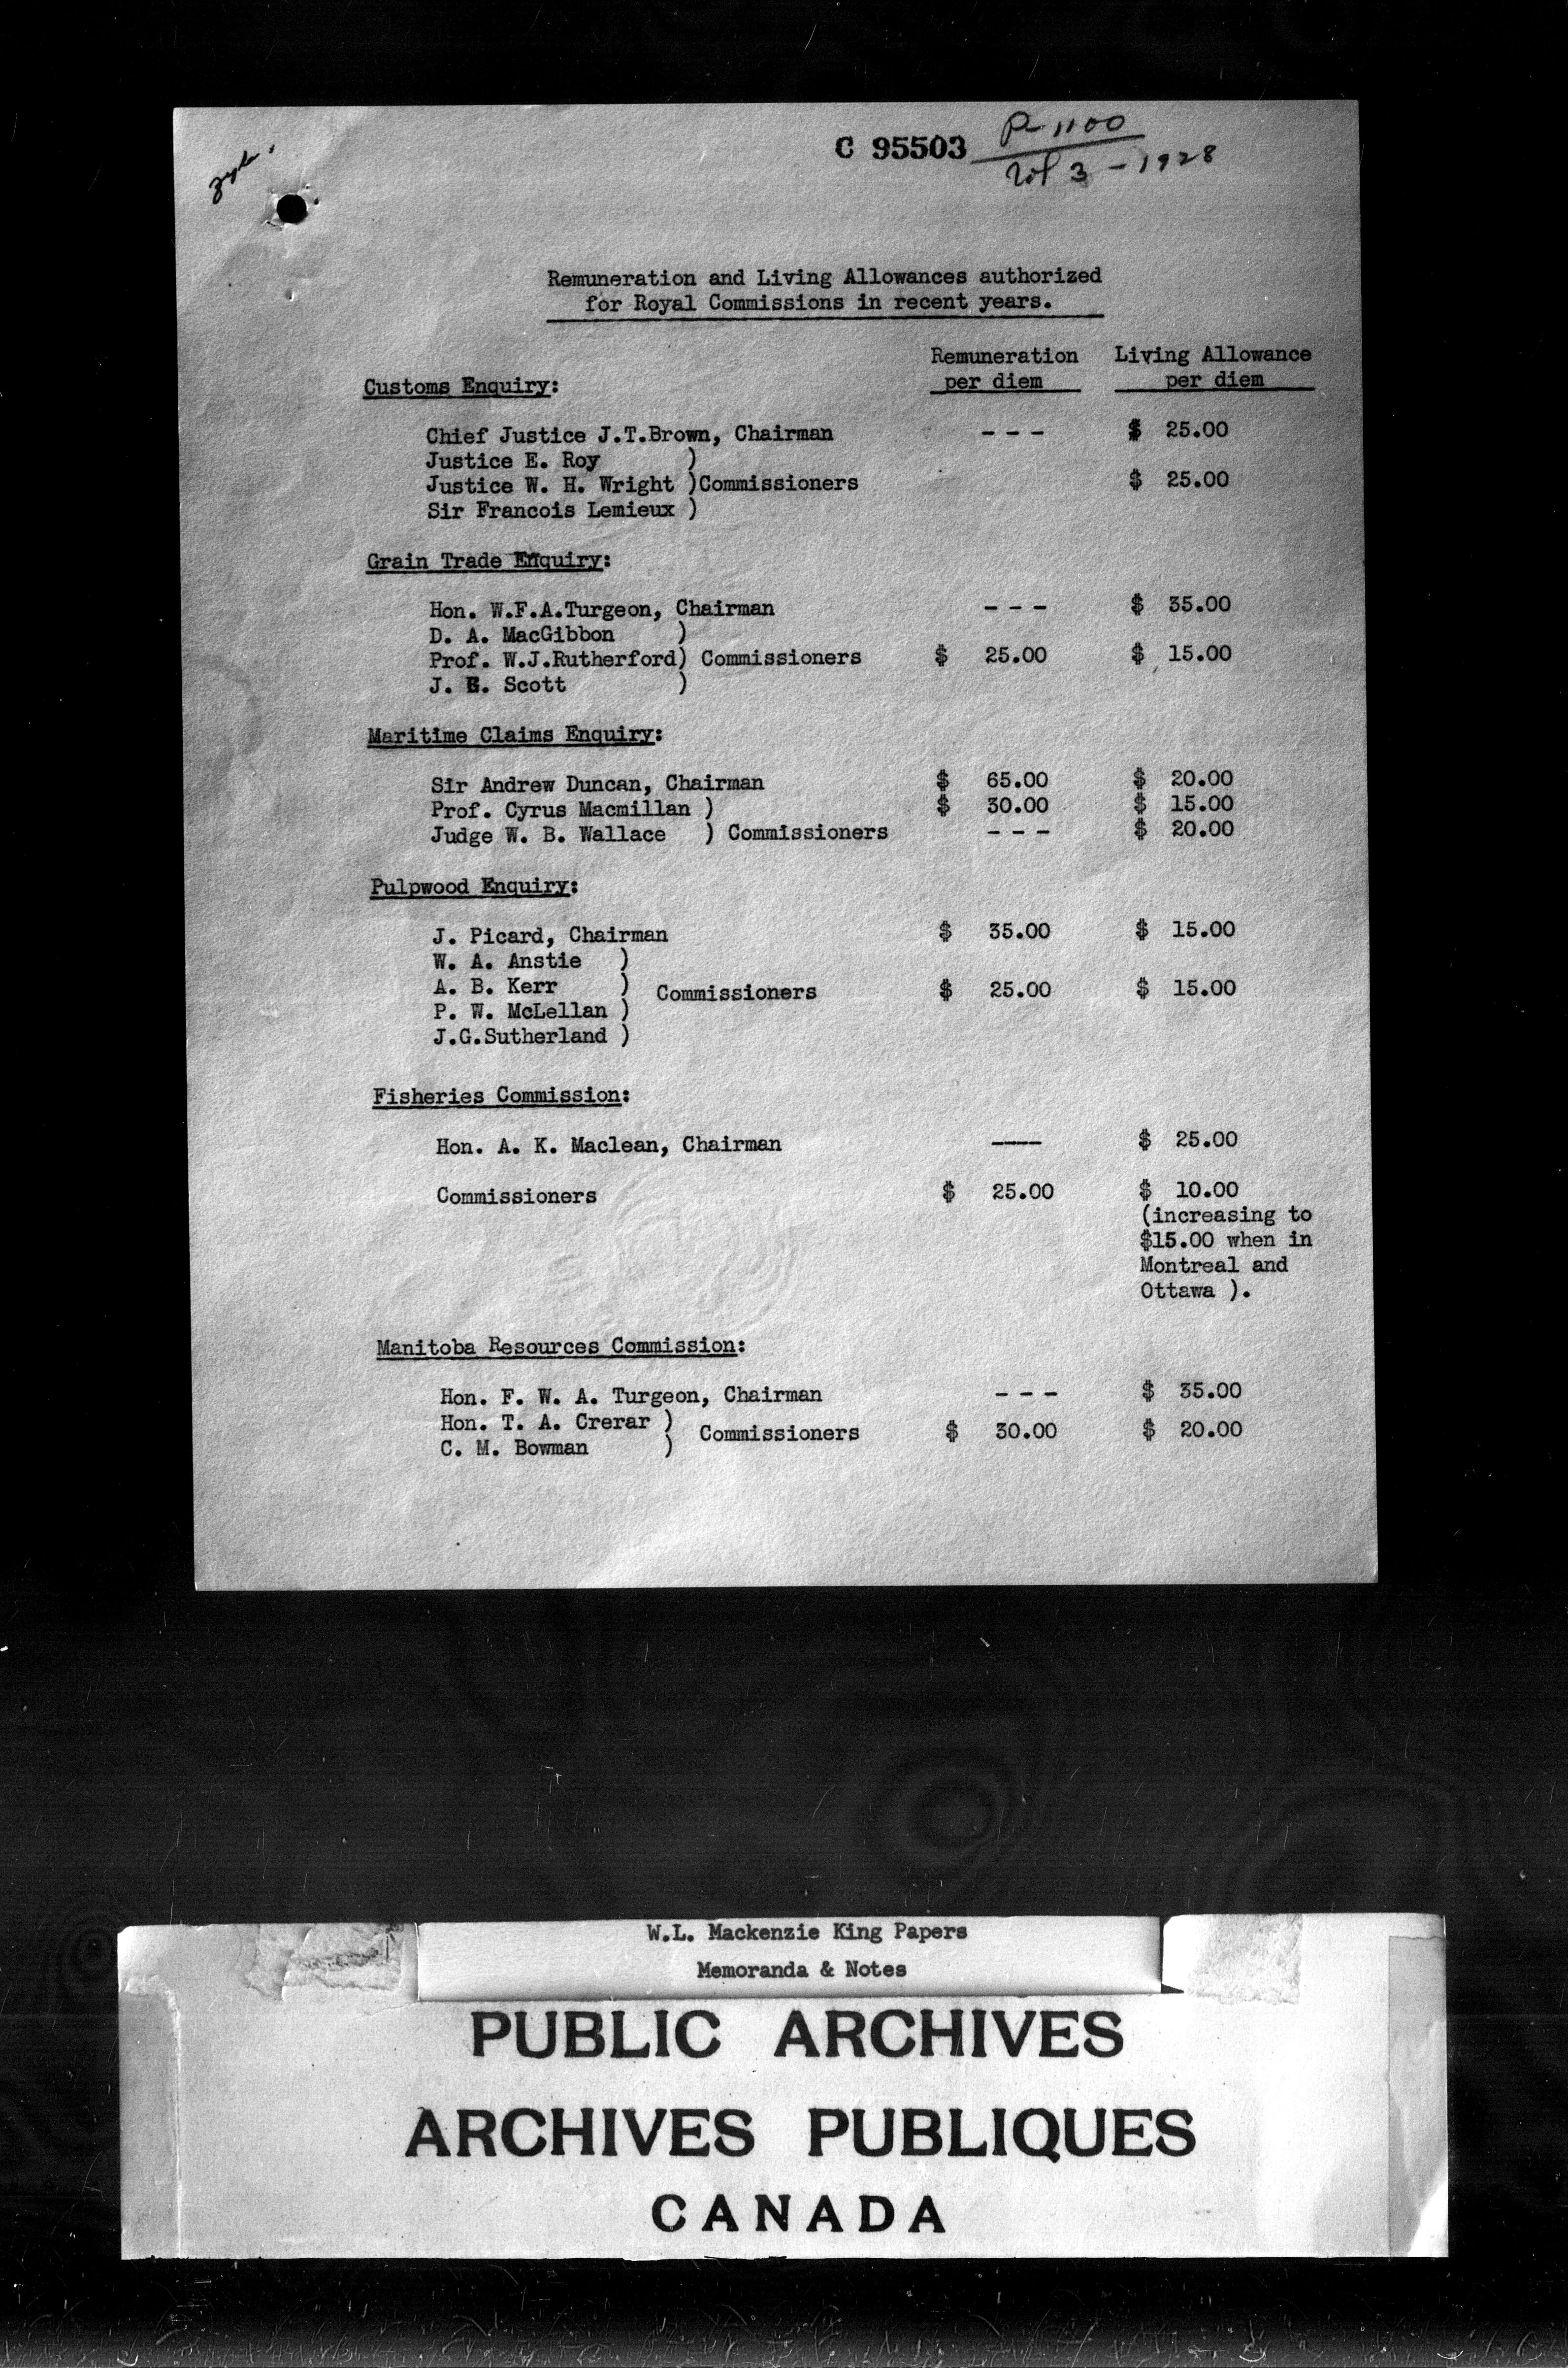 C 95503 P-1100
Vol 3 - 1928
Remuneration and Living Allowances authorized
for Royal Commissions in recent years.
Remuneration Living Allowance
Customs Enquiry: per diem per diem
Chief Justice J.T.Brown, Chairman - - - $ 25.00
Justice E. Roy )
Justice W. H. Wright )Commissioners $ 25.00
Sir Francois Lemieux )
Grain Trade Enquiry:
Hon. W.F.A.Turgeon, Chairman - - - $ 35.00
D. A. MacGibbon )
Prof. W.J.Rutherford) Commissioners $ 25.00 $ 15.00
J. G. Scott )
Maritime Claims Enquiry:
Sir Andrew Duncan, Chairman $ 65.00 $ 20.00
Prof. Cyrus Macmillan ) $ 30.00 $ 15.00
Judge W. B. Wallace ) Commissioners - - - $ 20.00
Pulpwood Enquiry:
J. Picard, Chairman $ 35.00 $ 15.00
W. A. Anstie )
A. B. Kerr ) Commissioners $ 25.00 $ 15.00
P. W. McLellan )
J.G.Sutherland )
Fisheries Commission:
Hon. A. K. Maclean, Chairman ---- $ 25.00
Commissioners $ 25.00 $ 10.00
(increasing to
$15.00 when in
Montreal and
Ottawa ).
Manitoba Resources Commission:
Hon. F. W. A. Turgeon, Chairman - - - $ 35.00
Hon. T. A. Crerar )
Commissioners $ 30.00 $ 20.00
C. M. Bowman )
W.L. Mackenzie King Papers
Memoranda & Notes
PUBLIC ARCHIVES
ARCHIVES PUBLIQUES
CANADA